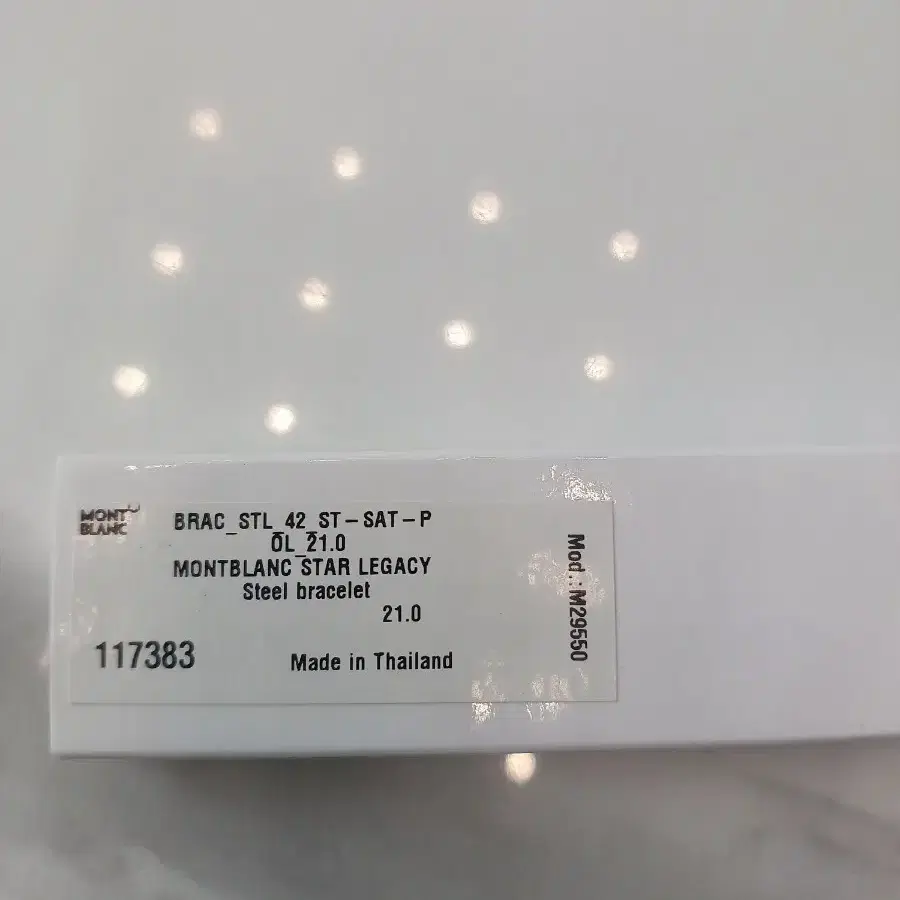 MONT
BLANC
BRAC_STL_42_ST-SAT-P
OL_21.0
MONTBLANC STAR LEGACY
Steel bracelet
21.0
117383
Made in Thailand
Mod.:M29550